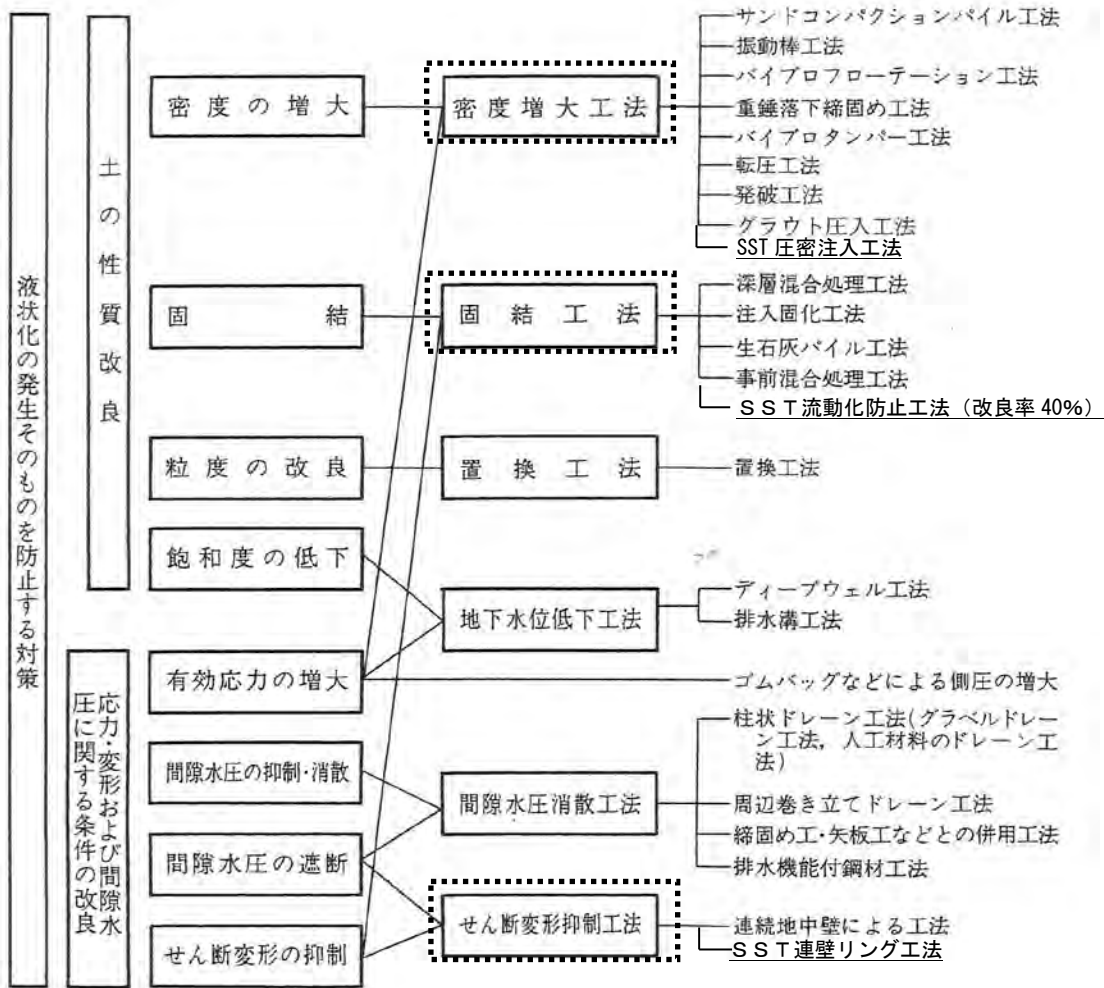 液状化の発生そのものを防止する対策
土の性質改良
応力・変形および間隙水
圧に関する条件の改良
密度の増大
固結
粒度の改良
飽和度の低下
有効応力の増大
間隙水圧の抑制・消散
間隙水圧の遮断
せん断変形の抑制
密度増大工法
固結工法
置換工法
地下水位低下工法
間隙水圧消散工法
せん断変形抑制工法
サンドコンパクションパイル工法
振動棒工法
バイブロフローテーション工法
重錘落下締固め工法
バイブロタンパー工法
転圧工法
発破工法
グラウト圧入工法
SST 圧密注入工法
深層混合処理工法
注入固化工法
生石灰パイル工法
事前混合処理工法
ＳＳＴ流動化防止工法（改良率 40%）
置換工法
ディープウェル工法
排水溝工法
ゴムバッグなどによる側圧の増大
柱状ドレーン工法(グラベルドレー
ン工法，人工材料のドレーン工
法)
周辺巻き立てドレーン工法
締固め工・矢板工などとの併用工法
排水機能付鋼材工法
連続地中壁による工法
ＳＳＴ連壁リング工法